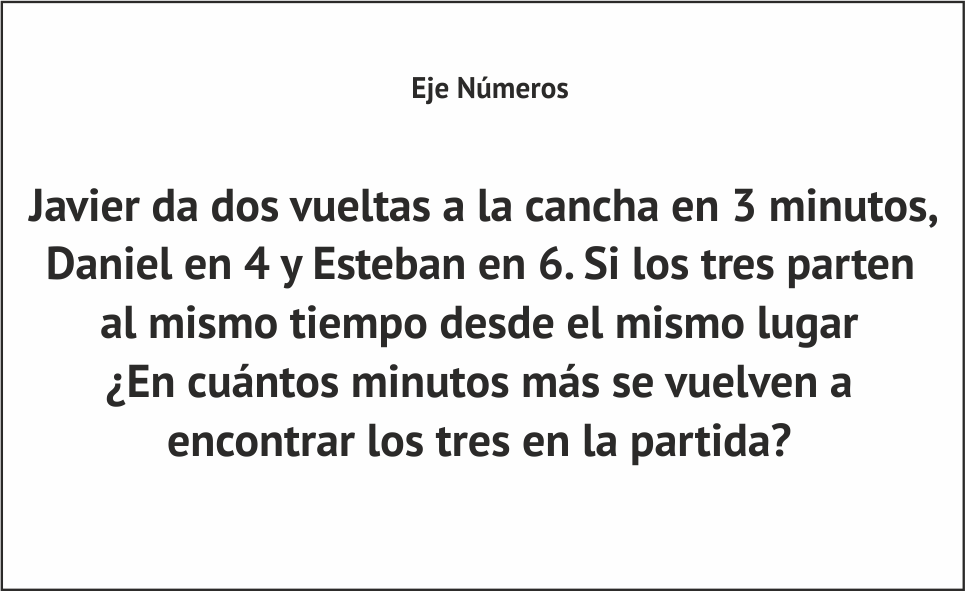 Eje Números
Javier da dos vueltas a la cancha en 3 minutos,
Daniel en 4 y Esteban en 6. Si los tres parten
al mismo tiempo desde el mismo lugar
¿En cuántos minutos más se vuelven a
encontrar los tres en la partida?